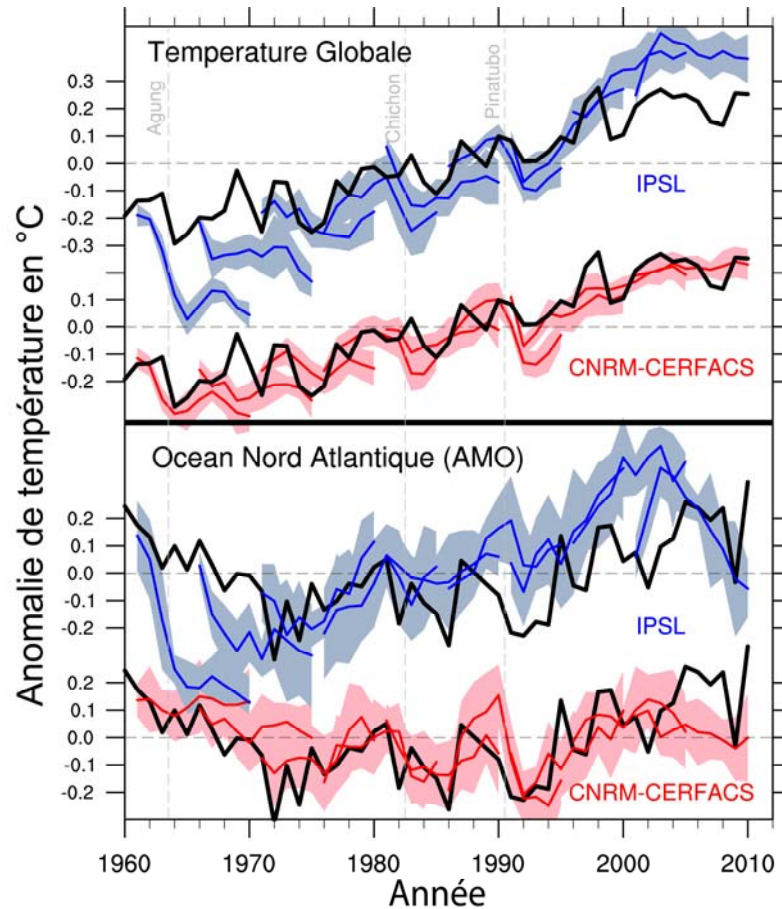 Temperature Globale
Agung
Chichon
Pinatubo
0.3
0.2
0.1
0.0
-0.1
-0.2
-0.3
IPSL
0.1
0.0
-0.1
-0.2
CNRM-CERFACS
Anomalie de température en °C
Ocean Nord Atlantique (AMO)
0.2
0.1
0.0
-0.1
-0.2
IPSL
0.2
0.1
0.0
-0.1
-0.2
CNRM-CERFACS
1960 1970 1980 1990 2000 2010
Année